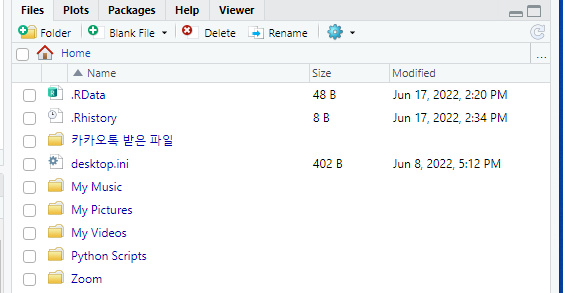 Files Plots Packages Help Viewer
Folder Blank File Delete Rename
Home ...
Name Size Modified
.RData 48 B Jun 17, 2022, 2:20 PM
.Rhistory 8 B Jun 17, 2022, 2:34 PM
카카오톡 받은 파일
desktop.ini 402 B Jun 8, 2022, 5:12 PM
My Music
My Pictures
My Videos
Python Scripts
Zoom